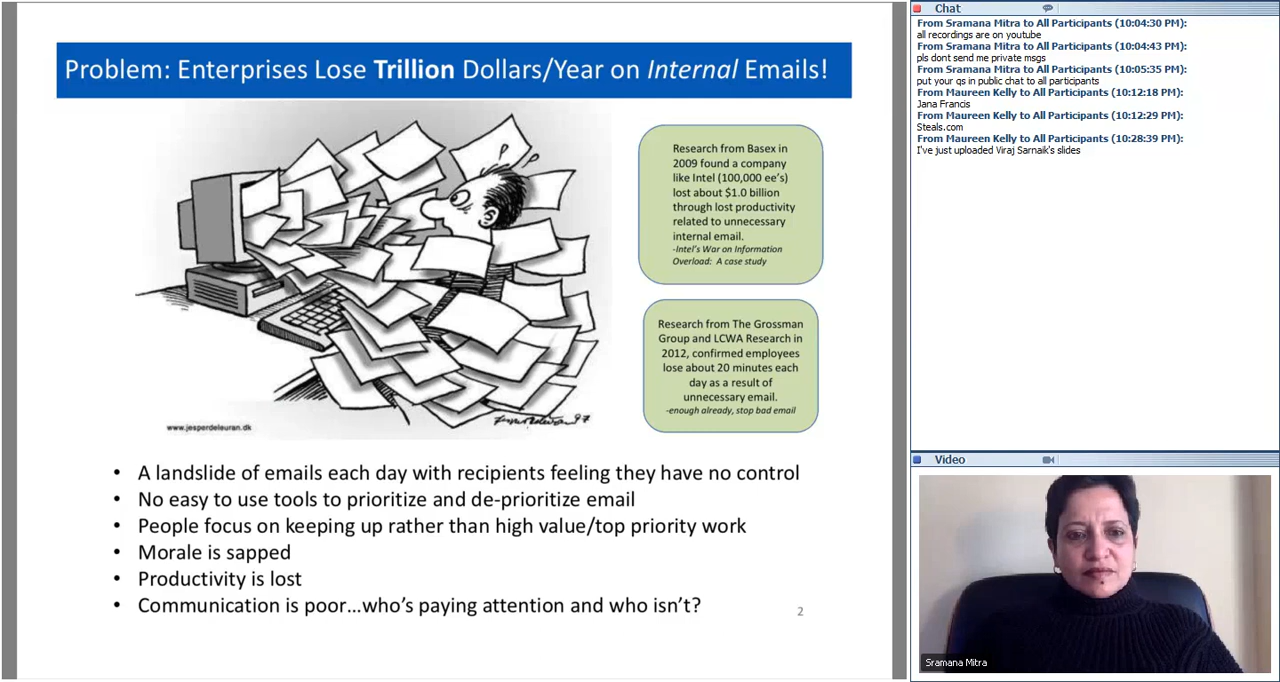 Problem: Enterprises Lose Trillion Dollars/Year on Internal Emails!
Research from Basex in
2009 found a company
like Intel (100,000 ee's)
lost about $1.0 billion
through lost productivity
related to unnecessary
internal email.
-Intel's War on Information
Overload: A case study
Research from The Grossman
Group and LCWA Research in
2012, confirmed employees
lose about 20 minutes each
day as a result of
unnecessary email.
-enough already, stop bad email
www.jesperdeleuran.dk
• A landslide of emails each day with recipients feeling they have no control
• No easy to use tools to prioritize and de-prioritize email
• People focus on keeping up rather than high value/top priority work
• Morale is sapped
• Productivity is lost
• Communication is poor…who's paying attention and who isn't?
2
Chat
From Sramana Mitra to All Participants (10:04:30 PM):
all recordings are on youtube
From Sramana Mitra to All Participants (10:04:43 PM):
pls dont send me private msgs
From Sramana Mitra to All Participants (10:05:35 PM):
put your qs in public chat to all participants
From Maureen Kelly to All Participants (10:12:18 PM):
Jana Francis
From Maureen Kelly to All Participants (10:12:29 PM):
Steals.com
From Maureen Kelly to All Participants (10:28:39 PM):
I've just uploaded Viraj Sarnaik's slides
Video
Sramana Mitra